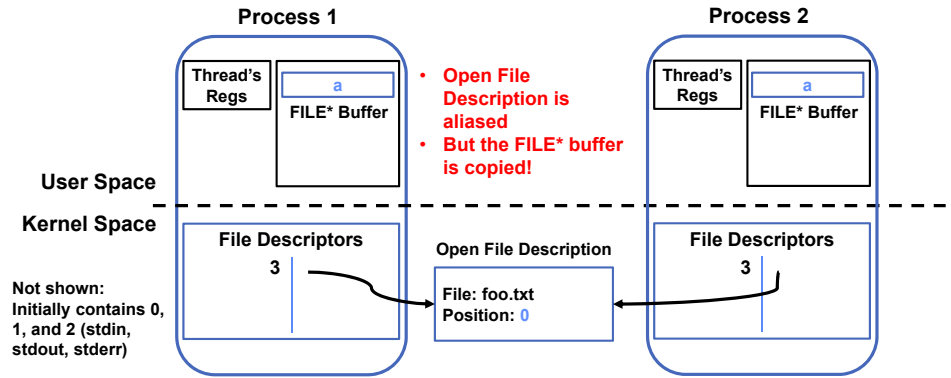 Process 1
Process 2
Thread's
Regs
a
FILE* Buffer
• Open File
Description is
aliased
• But the FILE* buffer
is copied!
Thread's
Regs
a
FILE* Buffer
User Space
Kernel Space
File Descriptors
3
Open File Description
File: foo.txt
Position: 0
File Descriptors
3
Not shown:
Initially contains 0,
1, and 2 (stdin,
stdout, stderr)